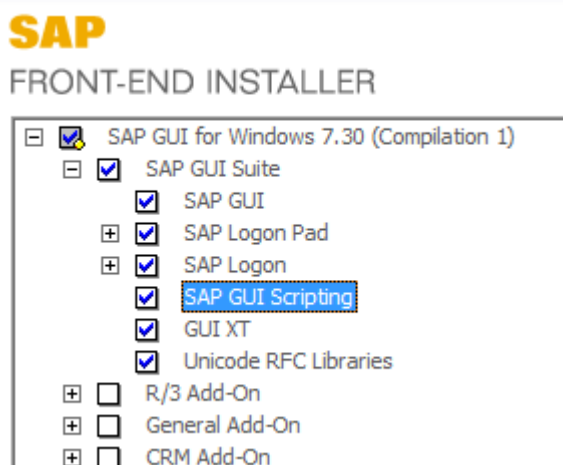 SAP
FRONT-END INSTALLER
SAP GUI for Windows 7.30 (Compilation 1)
SAP GUI Suite
SAP GUI
SAP Logon Pad
SAP Logon
SAP GUI Scripting
GUI XT
Unicode RFC Libraries
R/3 Add-On
General Add-On
CRM Add-On